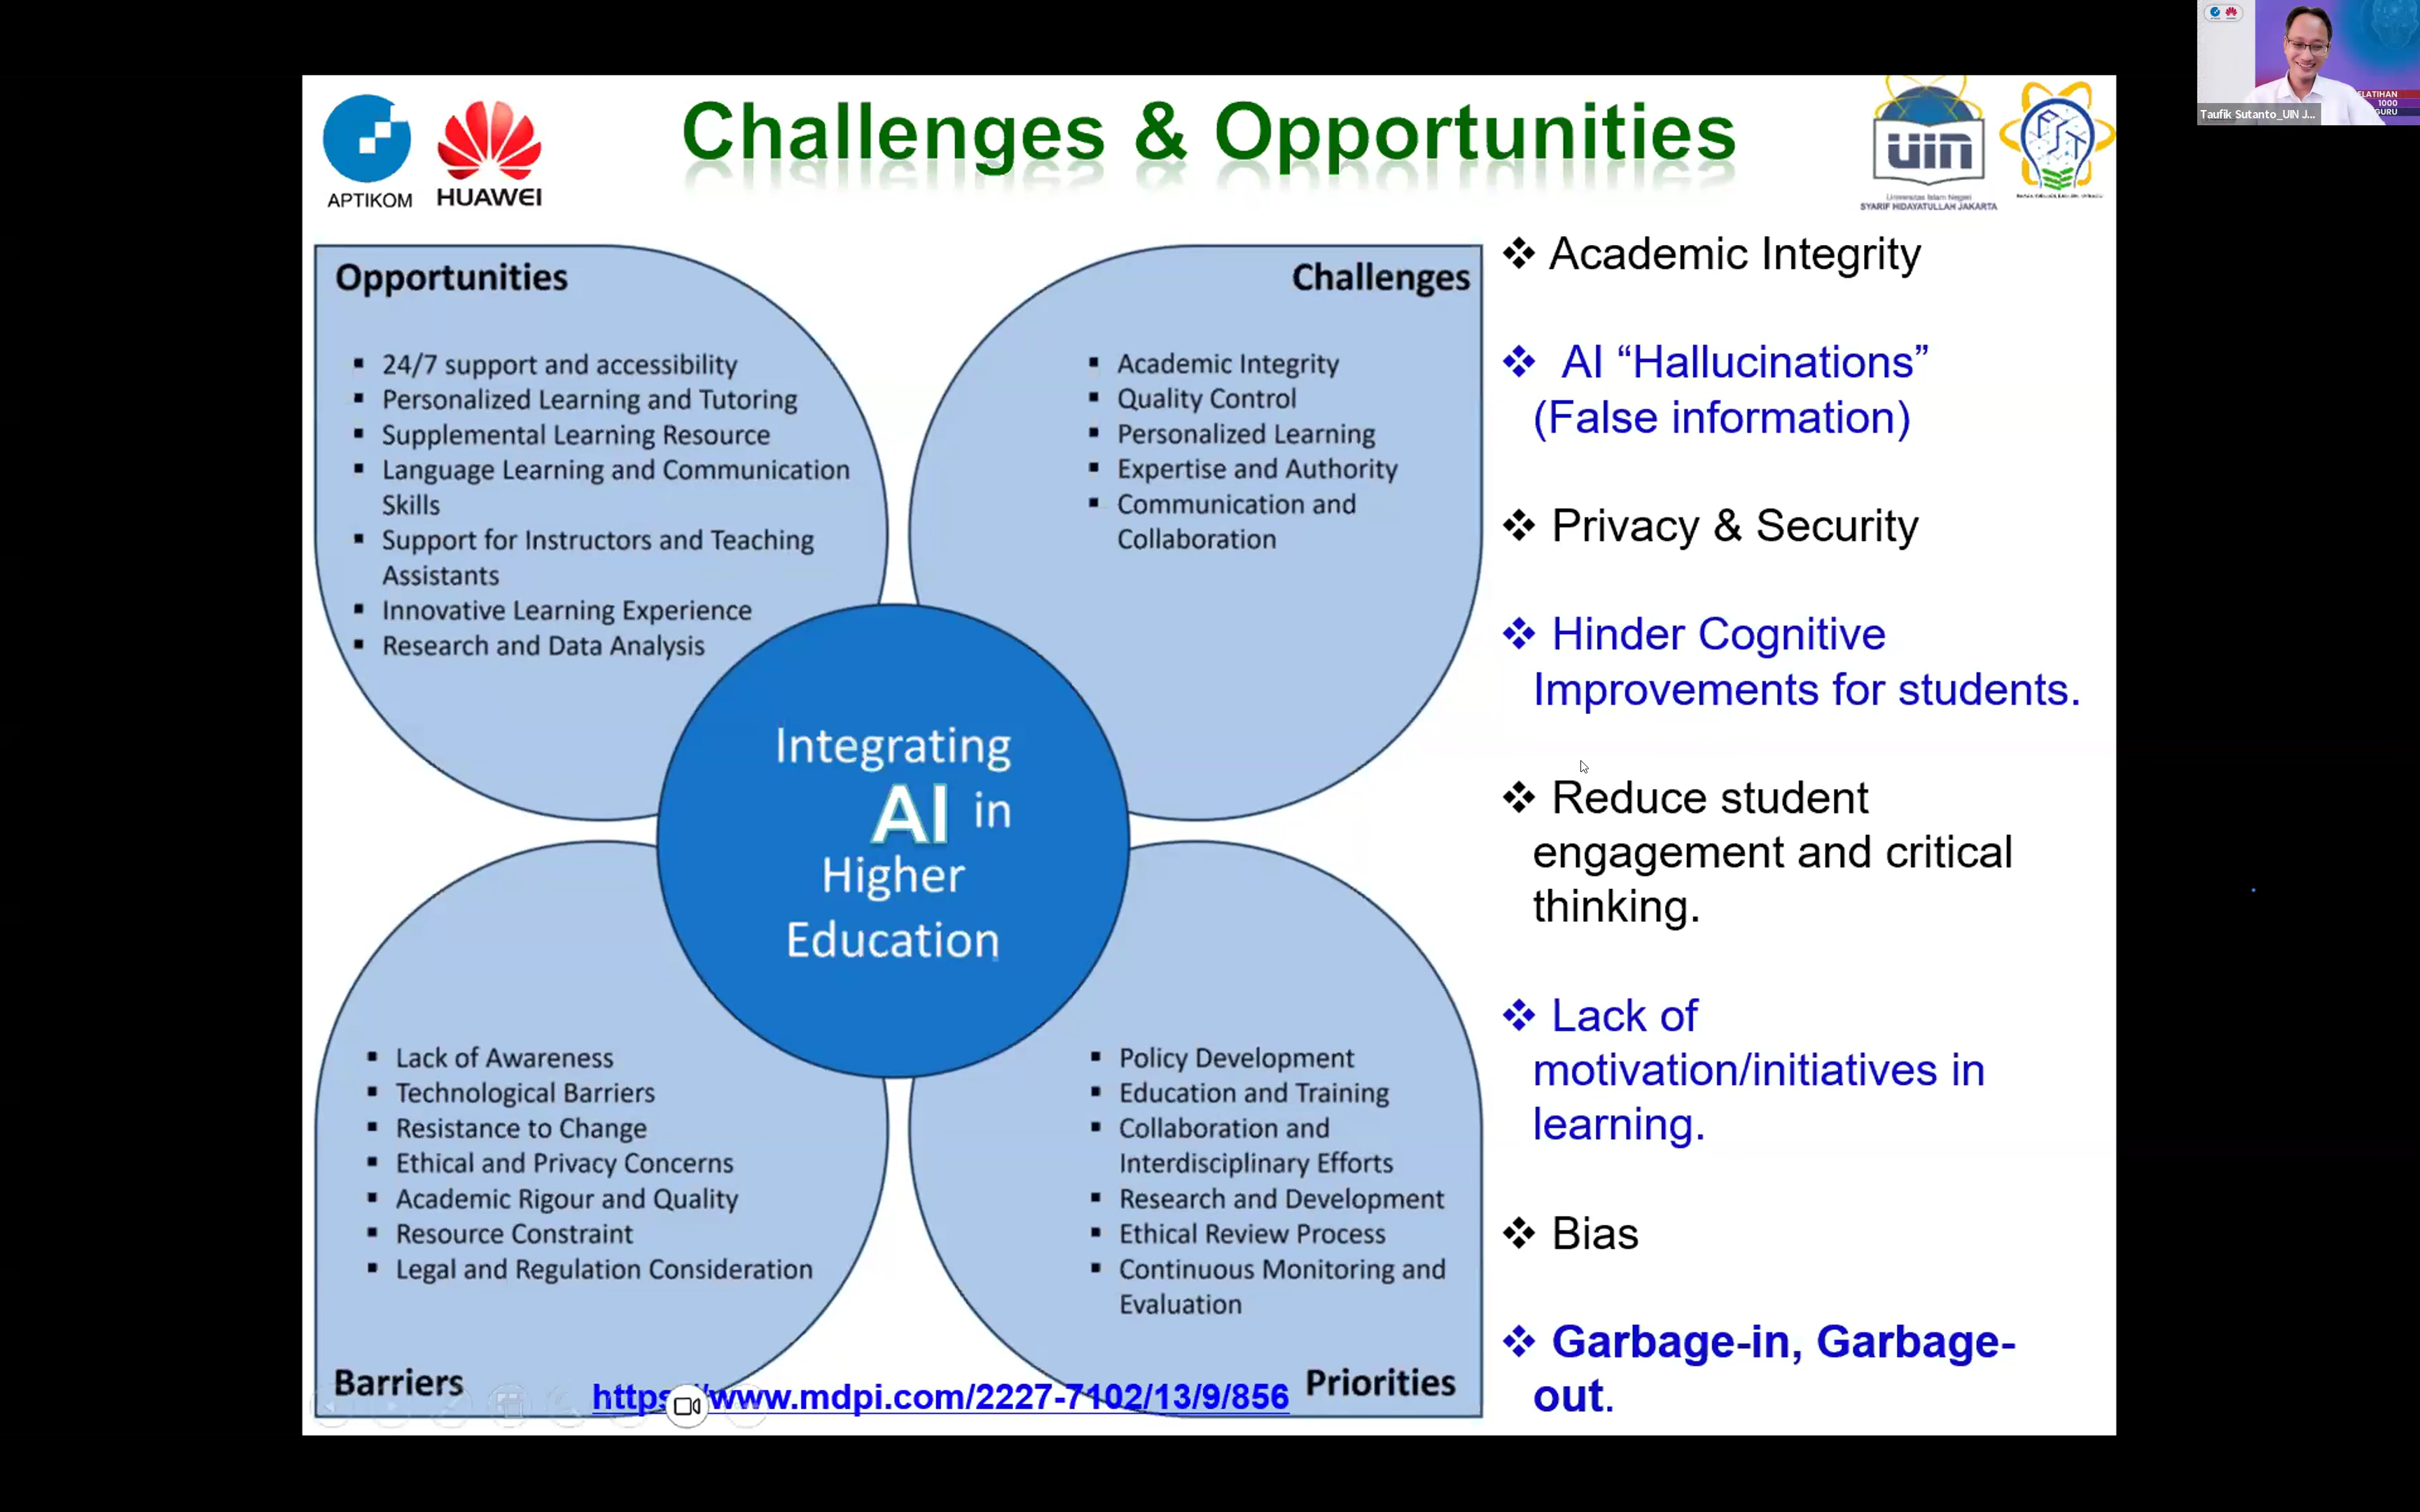 Challenges & Opportunities
APTIKOM
HUAWEI
uin
Universitas Islam Negeri
SYARIF HIDAYATULLAH JAKARTA
PST
Opportunities
24/7 support and accessibility
Personalized Learning and Tutoring
Supplemental Learning Resource
Language Learning and Communication
Skills
Support for Instructors and Teaching
Assistants
Innovative Learning Experience
Research and Data Analysis
Challenges
Academic Integrity
Quality Control
Personalized Learning
Expertise and Authority
Communication and
Collaboration
Integrating
AI in
Higher
Education
Lack of Awareness
Technological Barriers
Resistance to Change
Ethical and Privacy Concerns
Academic Rigour and Quality
Resource Constraint
Legal and Regulation Consideration
Barriers
Policy Development
Education and Training
Collaboration and
Interdisciplinary Efforts
Research and Development
Ethical Review Process
Continuous Monitoring and
Evaluation
Priorities
https://www.mdpi.com/2227-7102/13/9/856
❖ Academic Integrity
❖ AI “Hallucinations”
(False information)
❖ Privacy & Security
❖ Hinder Cognitive
Improvements for students.
❖ Reduce student
engagement and critical
thinking.
❖ Lack of
motivation/initiatives in
learning.
❖ Bias
❖ Garbage-in, Garbage-
out.
ELATIHAN
1000
GURU
Taufik Sutanto_UIN J...